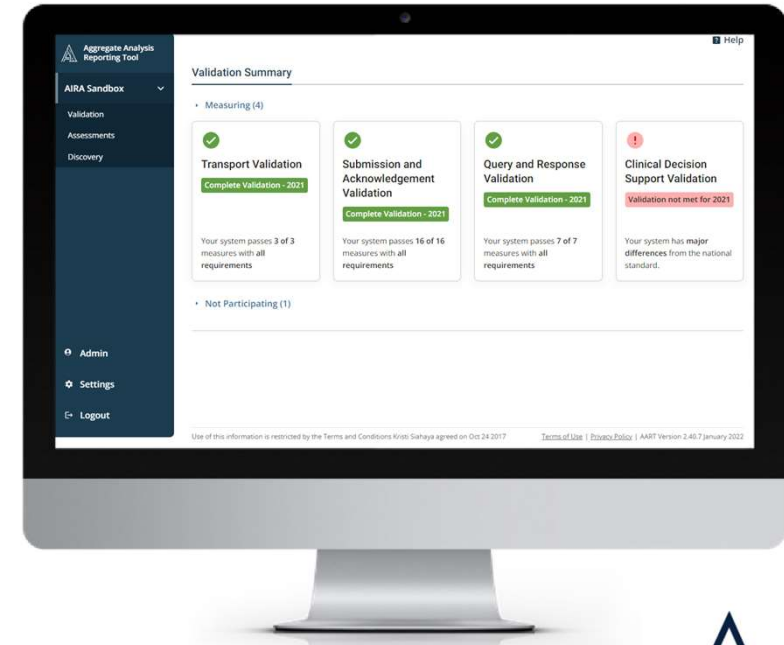 Aggregate Analysis
Reporting Tool
AIRA Sandbox
Validation
Assessments
Discovery
Admin
Settings
Logout
Help
Validation Summary
Measuring (4)
Transport Validation
Complete Validation - 2021
Your system passes 3 of 3
measures with all
requirements
Submission and
Acknowledgement
Validation
Complete Validation - 2021
Your system passes 16 of 16
measures with all
requirements
Query and Response
Validation
Complete Validation - 2021
Your system passes 7 of 7
measures with all
requirements
Clinical Decision
Support Validation
Validation not met for 2021
Your system has major
differences from the national
standard.
Not Participating (1)
Use of this information is restricted by the Terms and Conditions Kristi Siahaya agreed on Oct 24 2017
Terms of Use | Privacy Policy | AART Version 2.40.7 January 2022